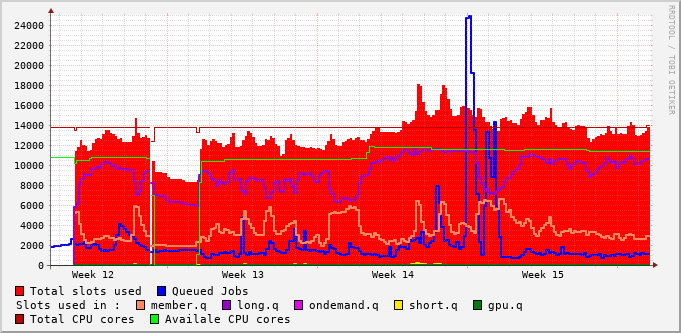 24000
22000
20000
18000
16000
14000
12000
10000
8000
6000
4000
2000
0
Week 12 Week 13 Week 14 Week 15
Total slots used Queued Jobs
Slots used in : member.q long.q ondemand.q short.q gpu.q
Total CPU cores Availale CPU cores
RRDTOOL / TOBI OETIKER